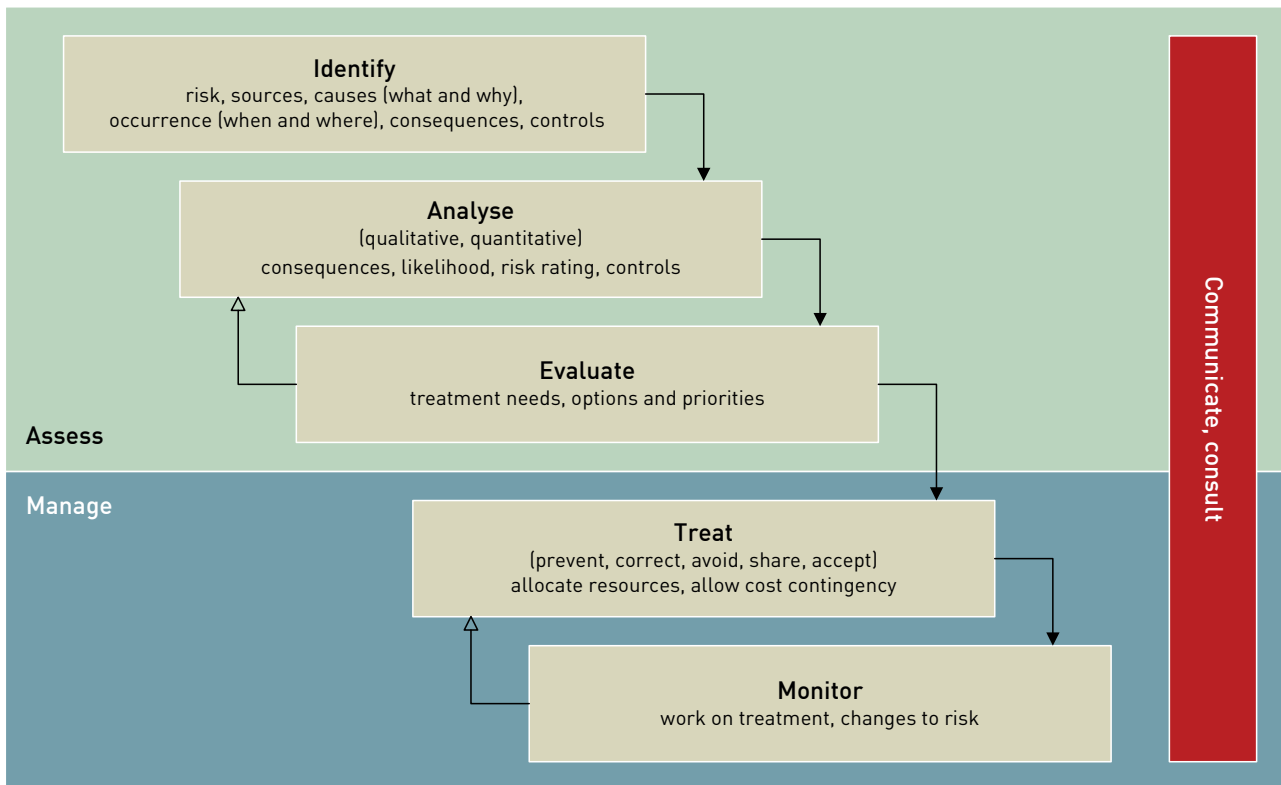 Identify
risk, sources, causes (what and why),
occurrence (when and where), consequences, controls
Analyse
(qualitative, quantitative)
consequences, likelihood, risk rating, controls
Evaluate
treatment needs, options and priorities
Assess
Manage
Treat
(prevent, correct, avoid, share, accept)
allocate resources, allow cost contingency
Monitor
work on treatment, changes to risk
Communicate, consult